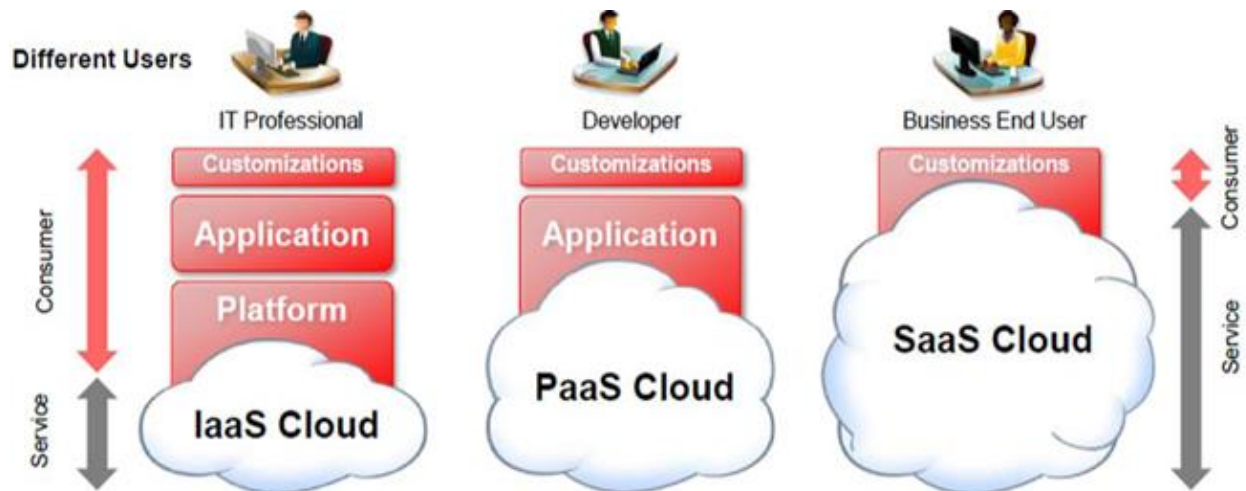 Different Users
IT Professional
Developer
Business End User
Customizations
Customizations
Customizations
Consumer
Consumer
Application
Application
Platform
IaaS Cloud
PaaS Cloud
SaaS Cloud
Service
Service